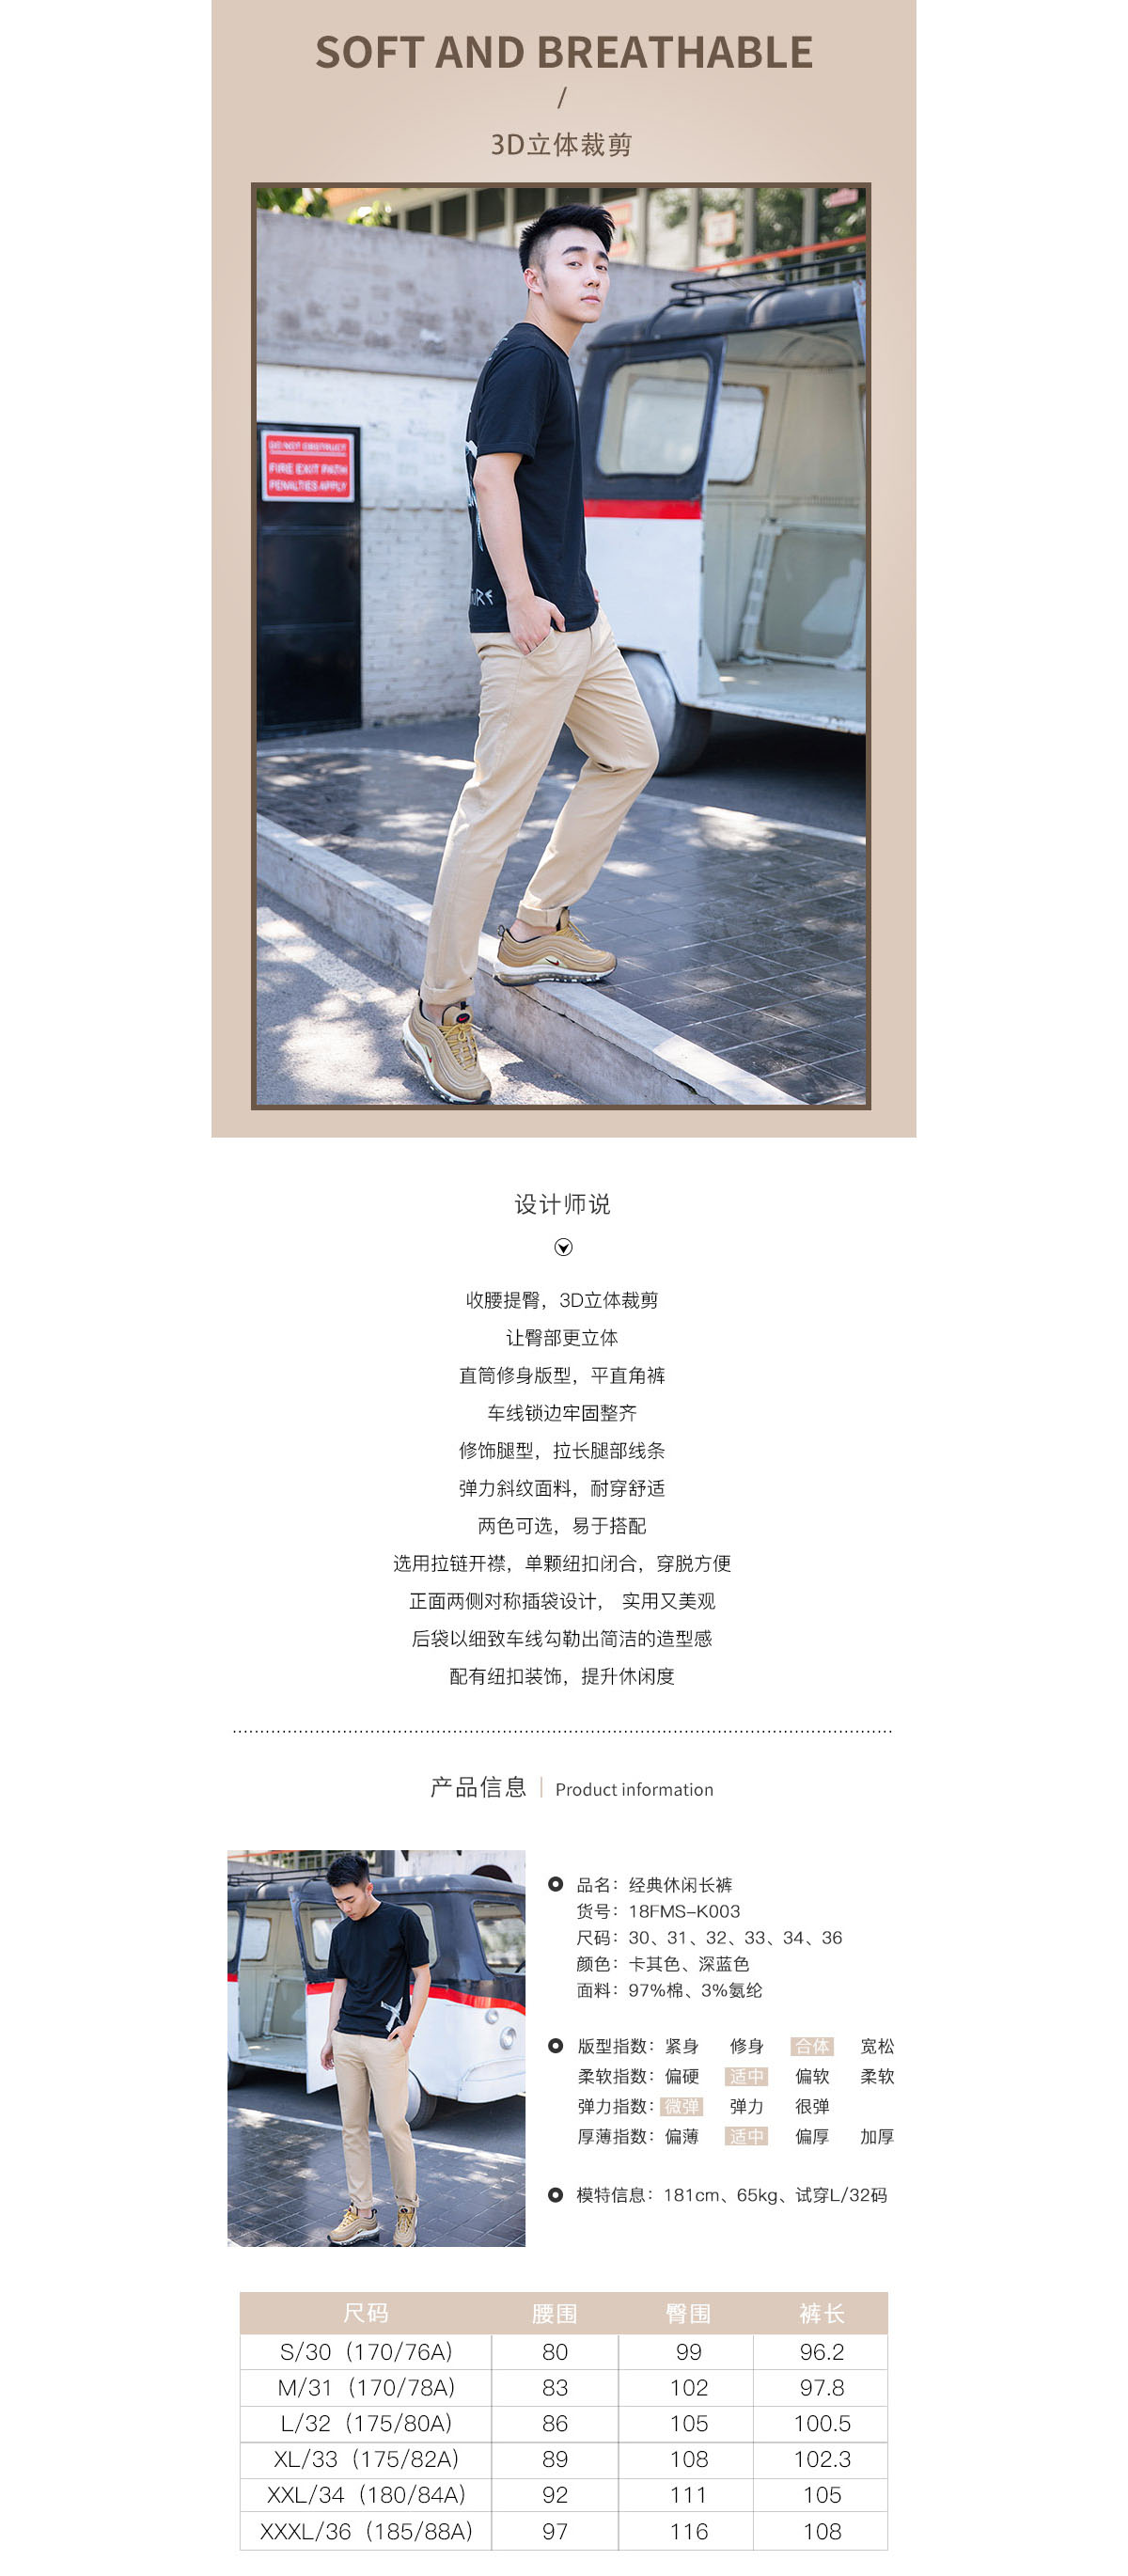 SOFT AND BREATHABLE
/
3D立体裁剪
DO NOT OBSTRUCT
FIRE EXIT PATH
PENALTIES APPLY
设计师说
收腰提臀，3D立体裁剪
让臀部更立体
直筒修身版型，平直角裤
车线锁边牢固整齐
修饰腿型，拉长腿部线条
弹力斜纹面料，耐穿舒适
两色可选，易于搭配
选用拉链开襟，单颗纽扣闭合，穿脱方便
正面两侧对称插袋设计， 实用又美观
后袋以细致车线勾勒出简洁的造型感
配有纽扣装饰，提升休闲度
产品信息 | Product information
品名：经典休闲长裤
货号：18FMS-K003
尺码：30、31、32、33、34、36
颜色：卡其色、深蓝色
面料：97%棉、3%氨纶
版型指数：紧身 修身 合体 宽松
柔软指数：偏硬 适中 偏软 柔软
弹力指数：微弹 弹力 很弹
厚薄指数：偏薄 适中 偏厚 加厚
模特信息：181cm、65kg、试穿L/32码
尺码 腰围 臀围 裤长
S/30（170/76A） 80 99 96.2
M/31（170/78A） 83 102 97.8
L/32（175/80A） 86 105 100.5
XL/33（175/82A） 89 108 102.3
XXL/34（180/84A） 92 111 105
XXXL/36（185/88A） 97 116 108